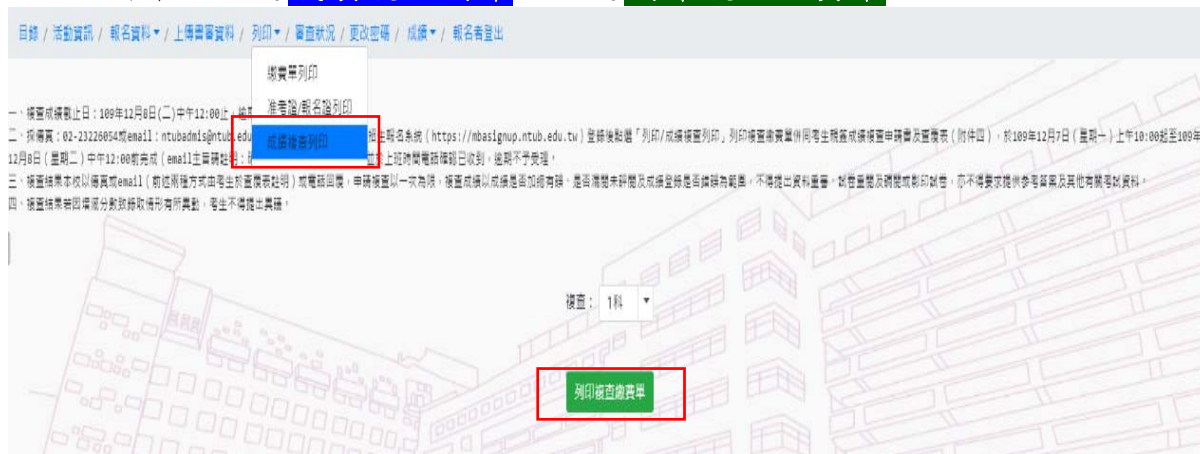 目錄 / 活動資訊 / 報名資料▼ / 上傳書審資料 / 列印▼ / 審查狀況 / 更改密碼 / 成績▼ / 報名者登出
繳費單列印
准考證/報名證列印
成績複查列印
一、複查成績截止日：109年12月8日(二)中午12:00止，逾
二、採傳真：02-23226054或email：ntubadmis@ntub.edu 生報名系統(https://mbasignup.ntub.edu.tw)登錄後點選「列印/成績複查列印」，列印複查繳費單併同考生親簽成績複查申請書及查覆表(附件四)，於109年12月7日(星期一)上午10:00起至109年
12月8日(星期二)中午12:00前完成(email主旨請註明： 並於上班時間電話確認已收到，逾期不予受理。
三、複查結果本校以傳真或email(前述兩種方式由考生於查覆表註明)或電話回覆，申請複查以一次為限，複查成績以成績是否加總有誤、是否漏閱未評閱及成績登錄是否錯誤為範圍，不得提出資料重審、試卷重閱及調閱或影印試卷，亦不得要求提供參考答案及其他有關考試資料。
四、複查結果若因增減分數致錄取情形有所異動，考生不得提出異議。
複查： 1科 ▼
列印複查繳費單